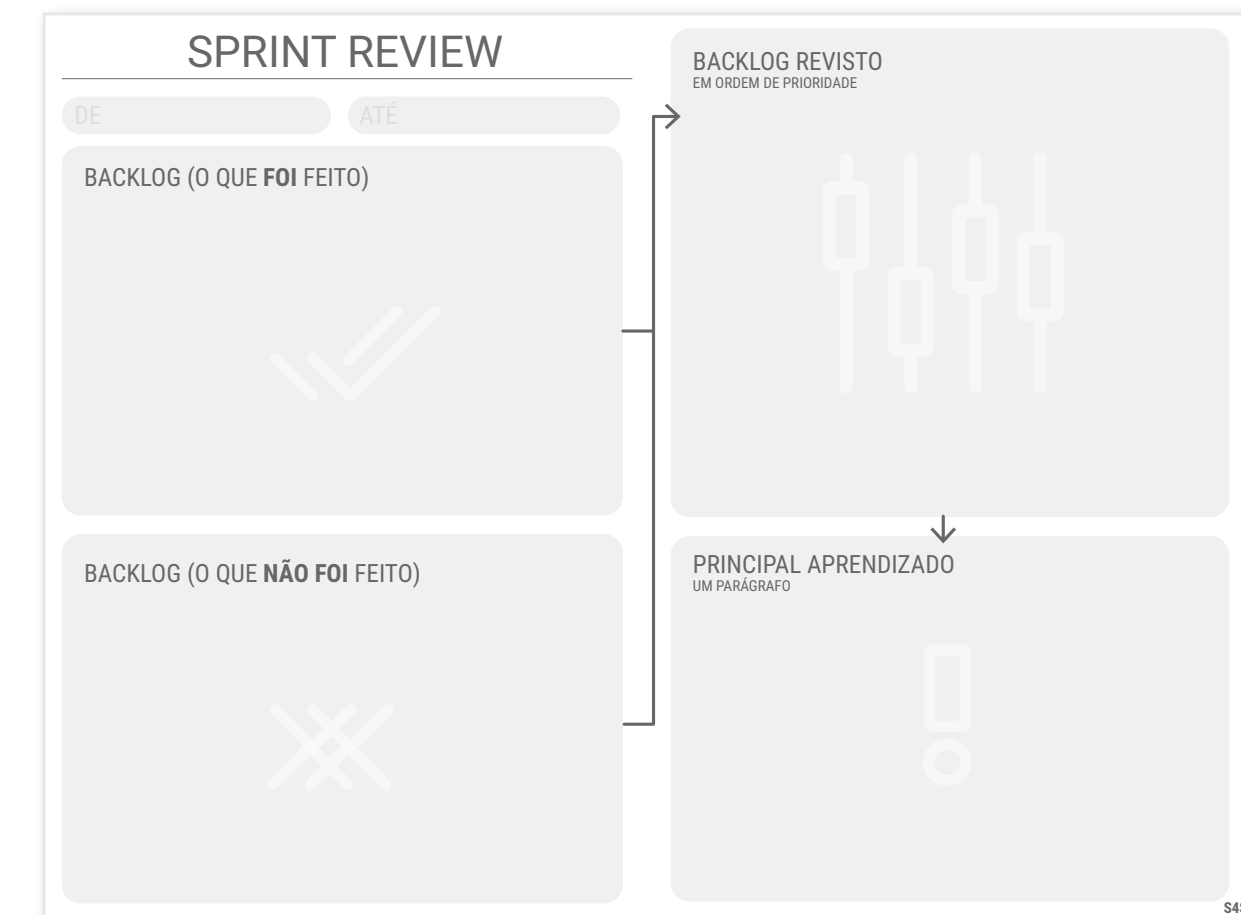 SPRINT REVIEW
DE
ATÉ
BACKLOG (O QUE FOI FEITO)
BACKLOG (O QUE NÃO FOI FEITO)
BACKLOG REVISTO
EM ORDEM DE PRIORIDADE
PRINCIPAL APRENDIZADO
UM PARÁGRAFO